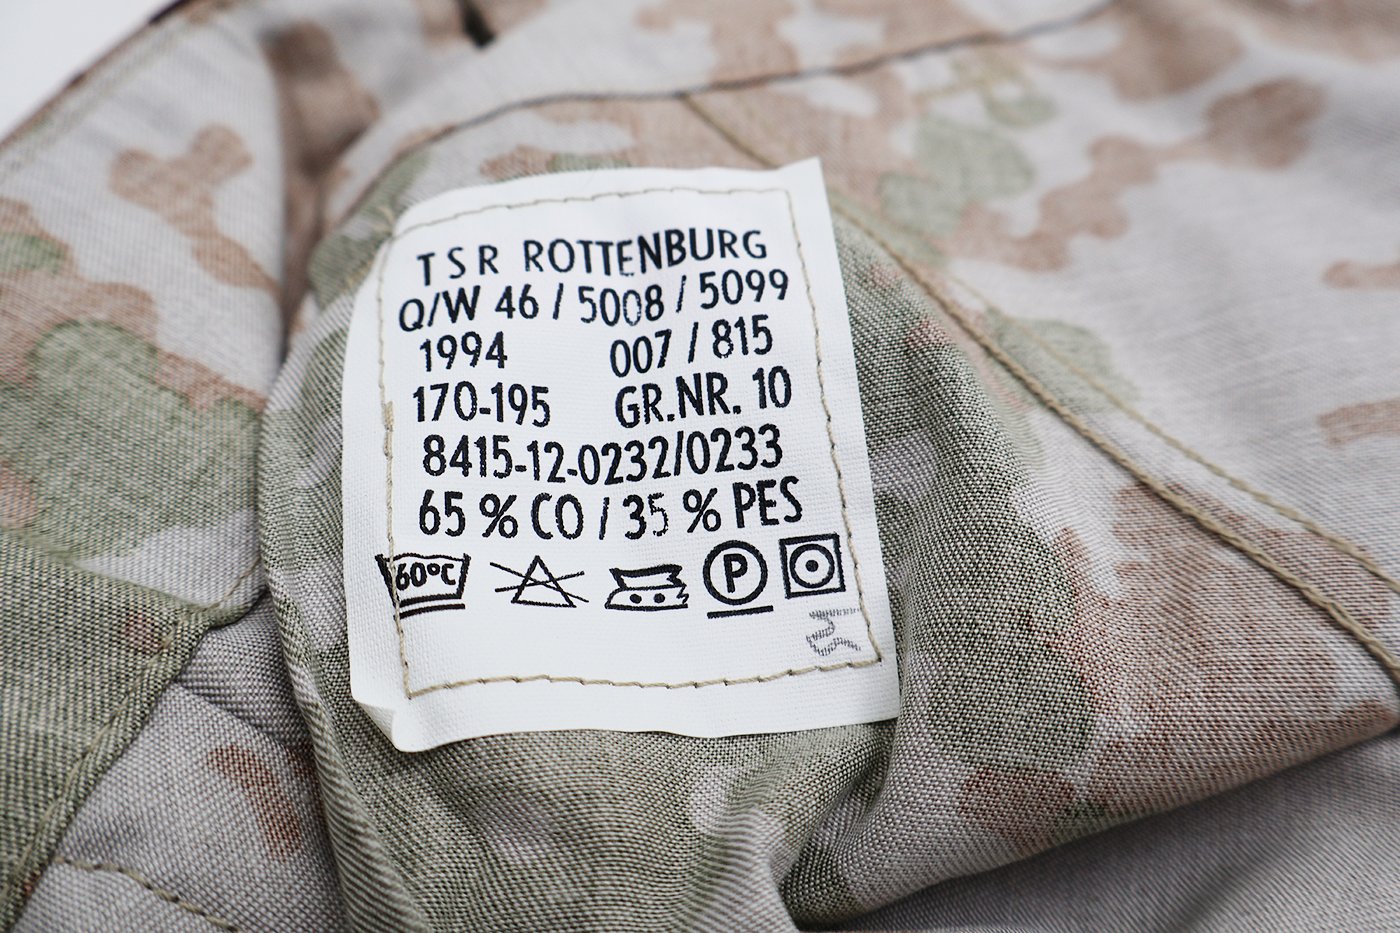 TSR ROTTENBURG
Q/W 46 / 5008 / 5099
1994 007 / 815
170-195 GR.NR. 10
8415-12-0232/0233
65 % CO / 35 % PES
60°C P